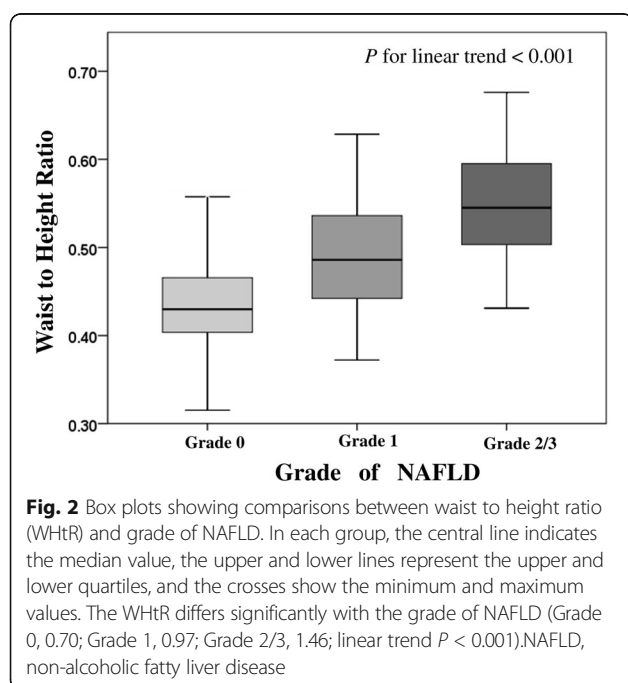 P for linear trend < 0.001
0.70
0.60
0.50
0.40
0.30
Waist to Height Ratio
Grade 0
Grade 1
Grade 2/3
Grade of NAFLD
Fig. 2 Box plots showing comparisons between waist to height ratio
(WHtR) and grade of NAFLD. In each group, the central line indicates
the median value, the upper and lower lines represent the upper and
lower quartiles, and the crosses show the minimum and maximum
values. The WHtR differs significantly with the grade of NAFLD (Grade
0, 0.70; Grade 1, 0.97; Grade 2/3, 1.46; linear trend P < 0.001).NAFLD,
non-alcoholic fatty liver disease